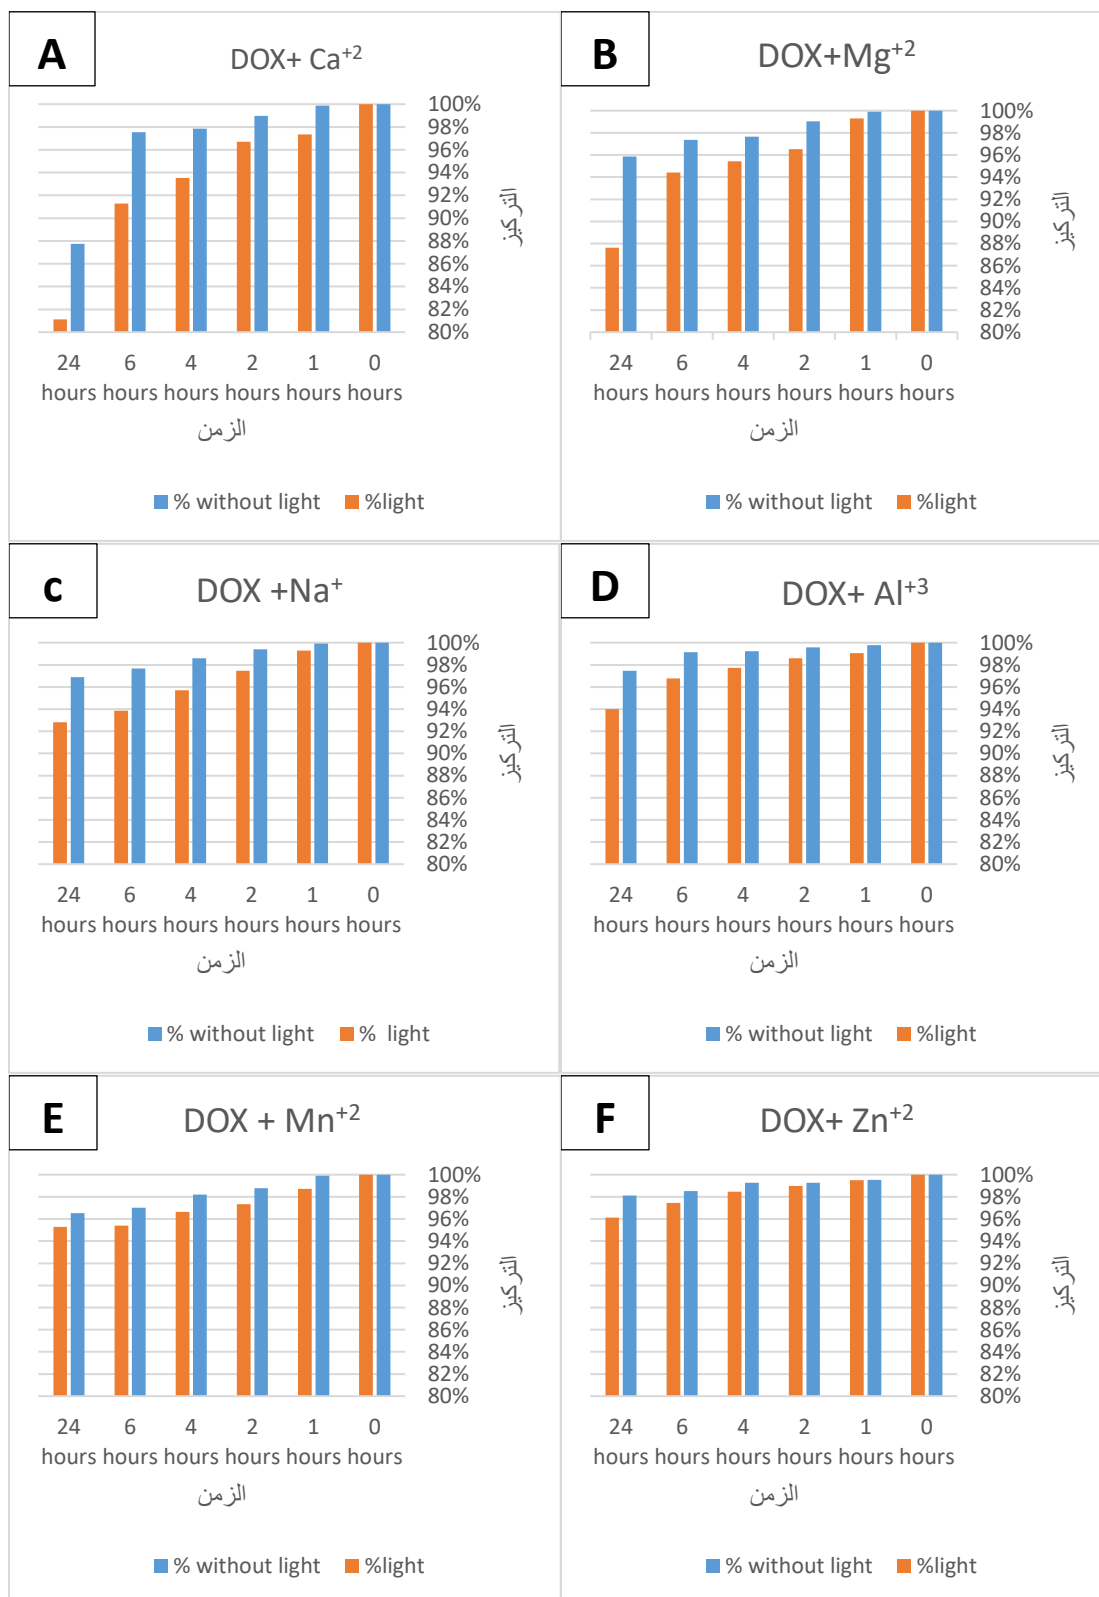 A
DOX+ Ca+2
100%
98%
96%
94%
92%
90%
88%
86%
84%
82%
80%
التركيز
24 6 4 2 1 0
hours hours hours hours hours hours
الزمن
% without light %light
B
DOX+Mg+2
100%
98%
96%
94%
92%
90%
88%
86%
84%
82%
80%
التركيز
24 6 4 2 1 0
hours hours hours hours hours hours
الزمن
% without light %light
c
DOX +Na+
100%
98%
96%
94%
92%
90%
88%
86%
84%
82%
80%
التركيز
24 6 4 2 1 0
hours hours hours hours hours hours
الزمن
% without light % light
D
DOX+ Al+3
100%
98%
96%
94%
92%
90%
88%
86%
84%
82%
80%
التركيز
24 6 4 2 1 0
hours hours hours hours hours hours
الزمن
% without light %light
E
DOX + Mn+2
100%
98%
96%
94%
92%
90%
88%
86%
84%
82%
80%
التركيز
24 6 4 2 1 0
hours hours hours hours hours hours
الزمن
% without light %light
F
DOX+ Zn+2
100%
98%
96%
94%
92%
90%
88%
86%
84%
82%
80%
التركيز
24 6 4 2 1 0
hours hours hours hours hours hours
الزمن
% without light %light